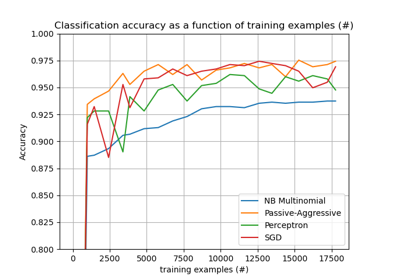 Classification accuracy as a function of training examples (#)
1.000
0.975
0.950
0.925
0.900
0.875
0.850
0.825
0.800
Accuracy
NB Multinomial
Passive-Aggressive
Perceptron
SGD
0 2500 5000 7500 10000 12500 15000 17500
training examples (#)